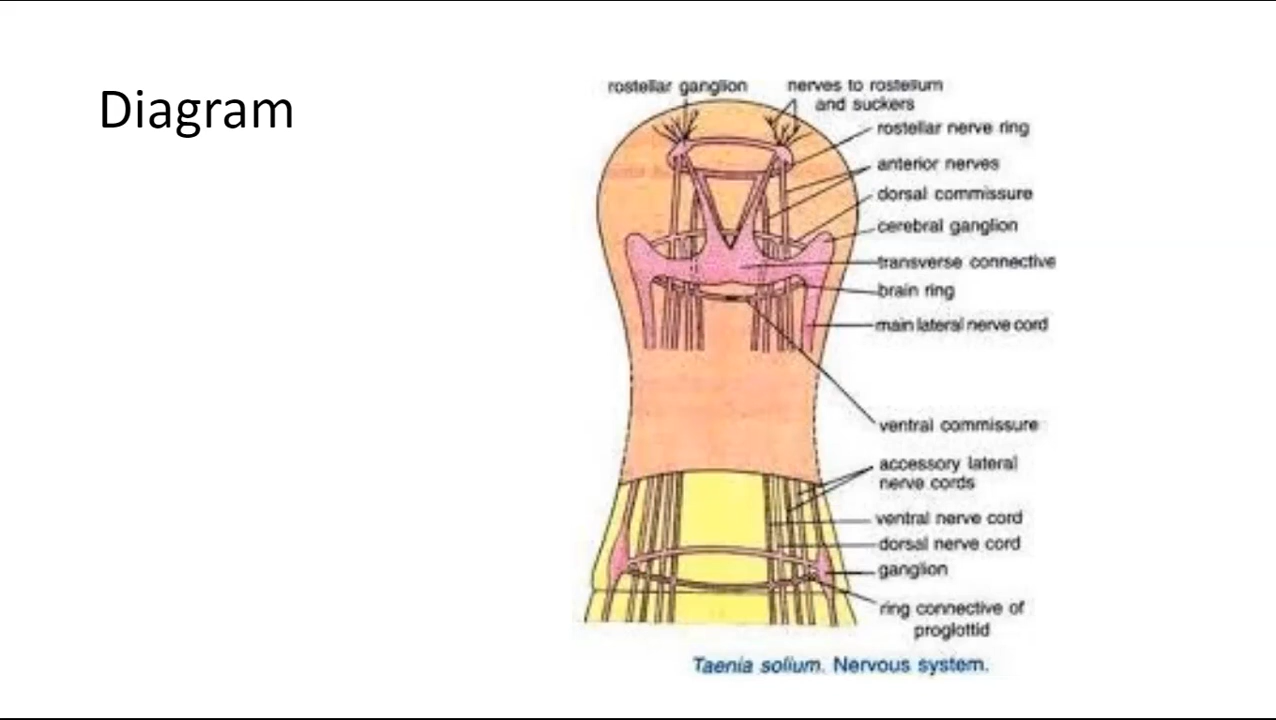 Diagram
rostellar ganglion
nerves to rostellum
and suckers
rostellar nerve ring
anterior nerves
dorsal commissure
cerebral ganglion
transverse connective
brain ring
main lateral nerve cord
ventral commissure
accessory lateral
nerve cords
ventral nerve cord
dorsal nerve cord
ganglion
ring connective of
proglottid
Taenia solium. Nervous system.